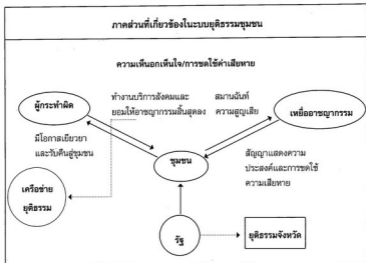 ภาคส่วนที่เกี่ยวข้องในระบบยุติธรรมชุมชน
ความเห็นอกเห็นใจ/การชดใช้ค่าเสียหาย
ผู้กระทำผิด
ทำงานบริการสังคมและ
ยอมให้อาชญากรรมสิ้นสุดลง
สมานฉันท์
ความสูญเสีย
เหยื่ออาชญากรรม
มีโอกาสเยียวยา
และรับคืนสู่ชุมชน
ชุมชน
สัญญาแสดงความ
ประสงค์และการชดใช้
ความเสียหาย
เครือข่าย
ยุติธรรม
รัฐ
ยุติธรรมจังหวัด